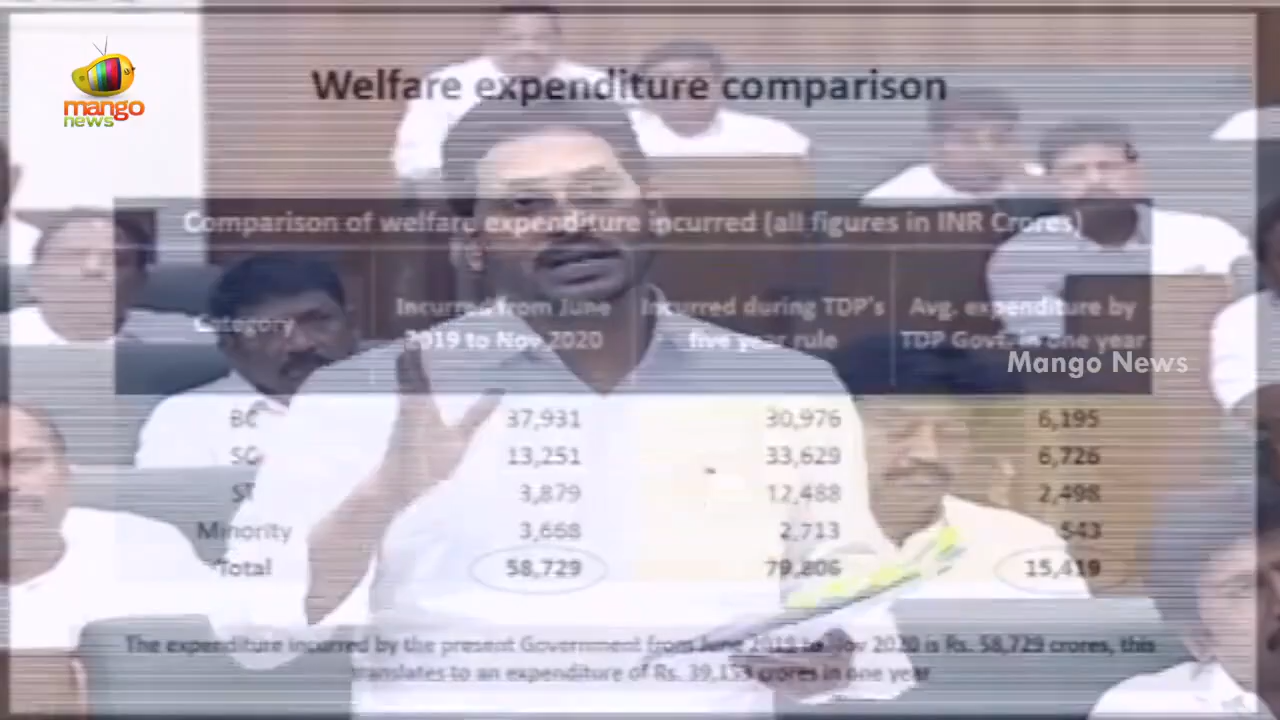 mango
news
Welfare expenditure comparison
Comparison of welfare expenditure incurred (all figures in INR Crores)
Category
Incurred from June
2019 to Nov 2020
Incurred during TDP's
five year rule
Avg. expenditure by
TDP Govt. in one year
Mango News
BC 37,931 30,976 6,195
SC 13,251 33,629 6,726
ST 3,879 12,488 2,498
Minority 3,668 2,713 543
Total 58,729 79,806 15,419
The expenditure incurred by the present Government from June 2019 to Nov 2020 is Rs. 58,729 crores, this
translates to an expenditure of Rs. 39,153 crores in one year